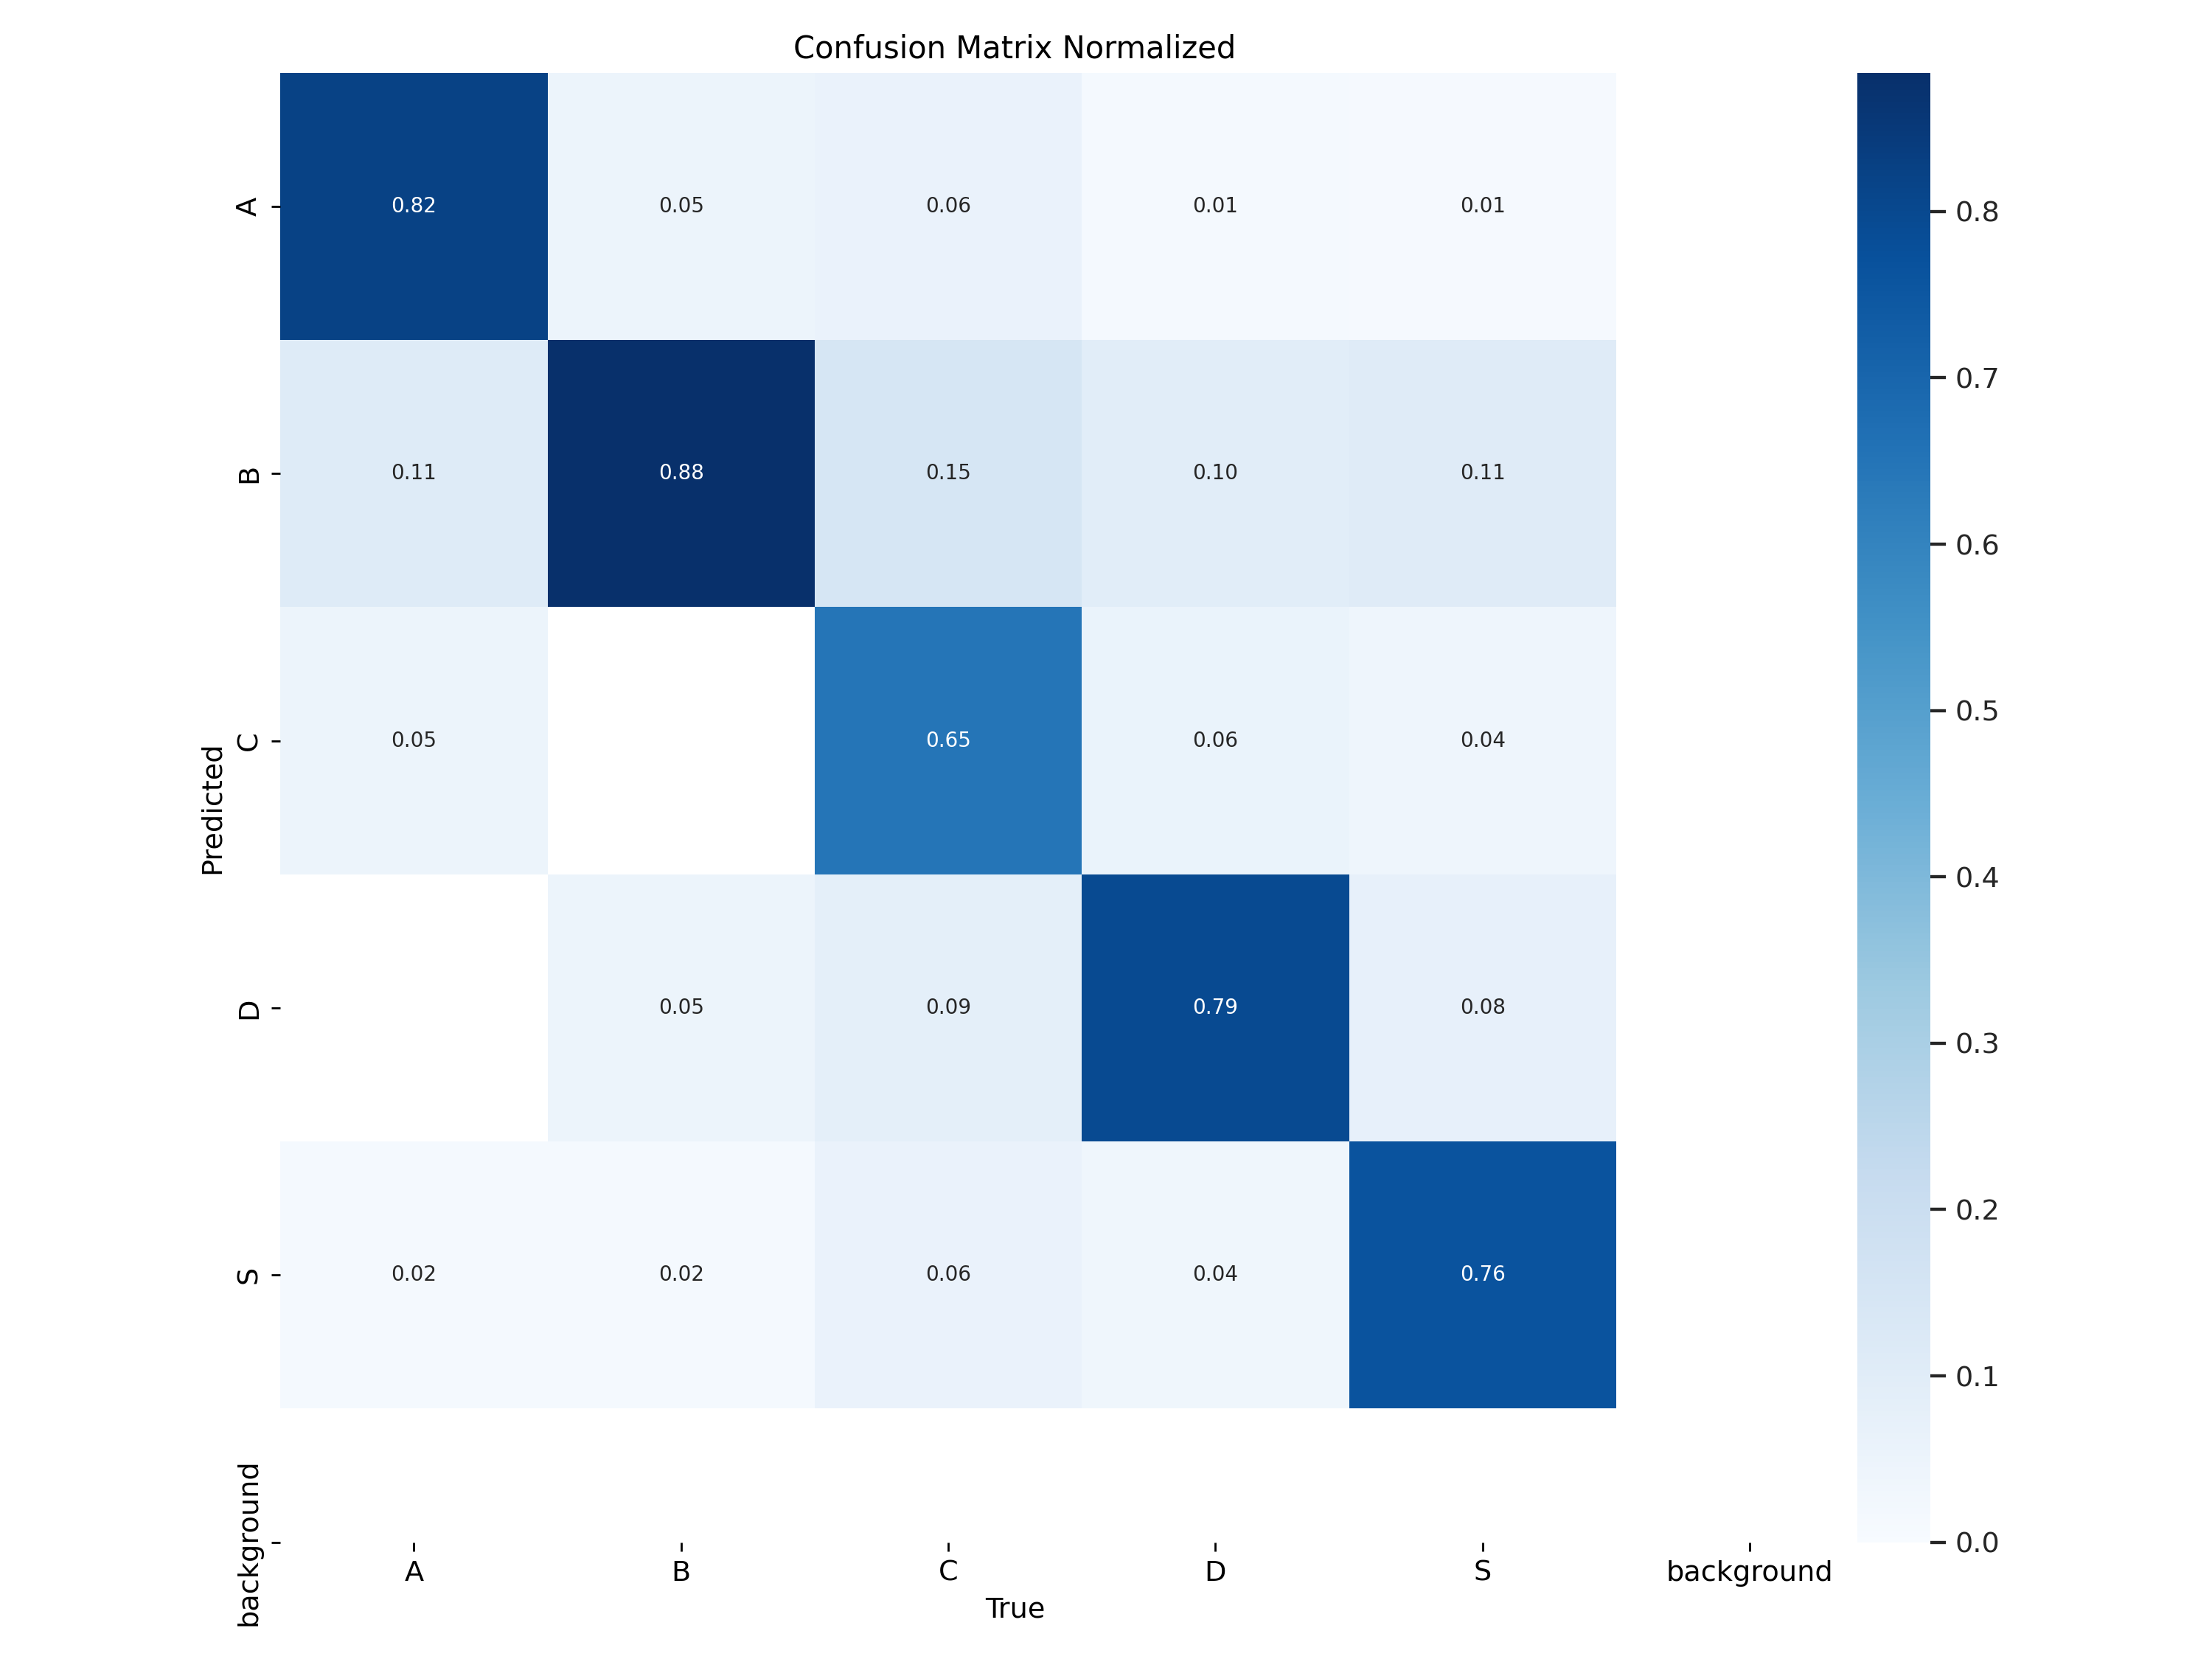 Confusion Matrix Normalized
A 0.82 0.05 0.06 0.01 0.01
B 0.11 0.88 0.15 0.10 0.11
C 0.05 0.65 0.06 0.04
D 0.05 0.09 0.79 0.08
S 0.02 0.02 0.06 0.04 0.76
background
Predicted
A B C D S background
True
0.8
0.7
0.6
0.5
0.4
0.3
0.2
0.1
0.0